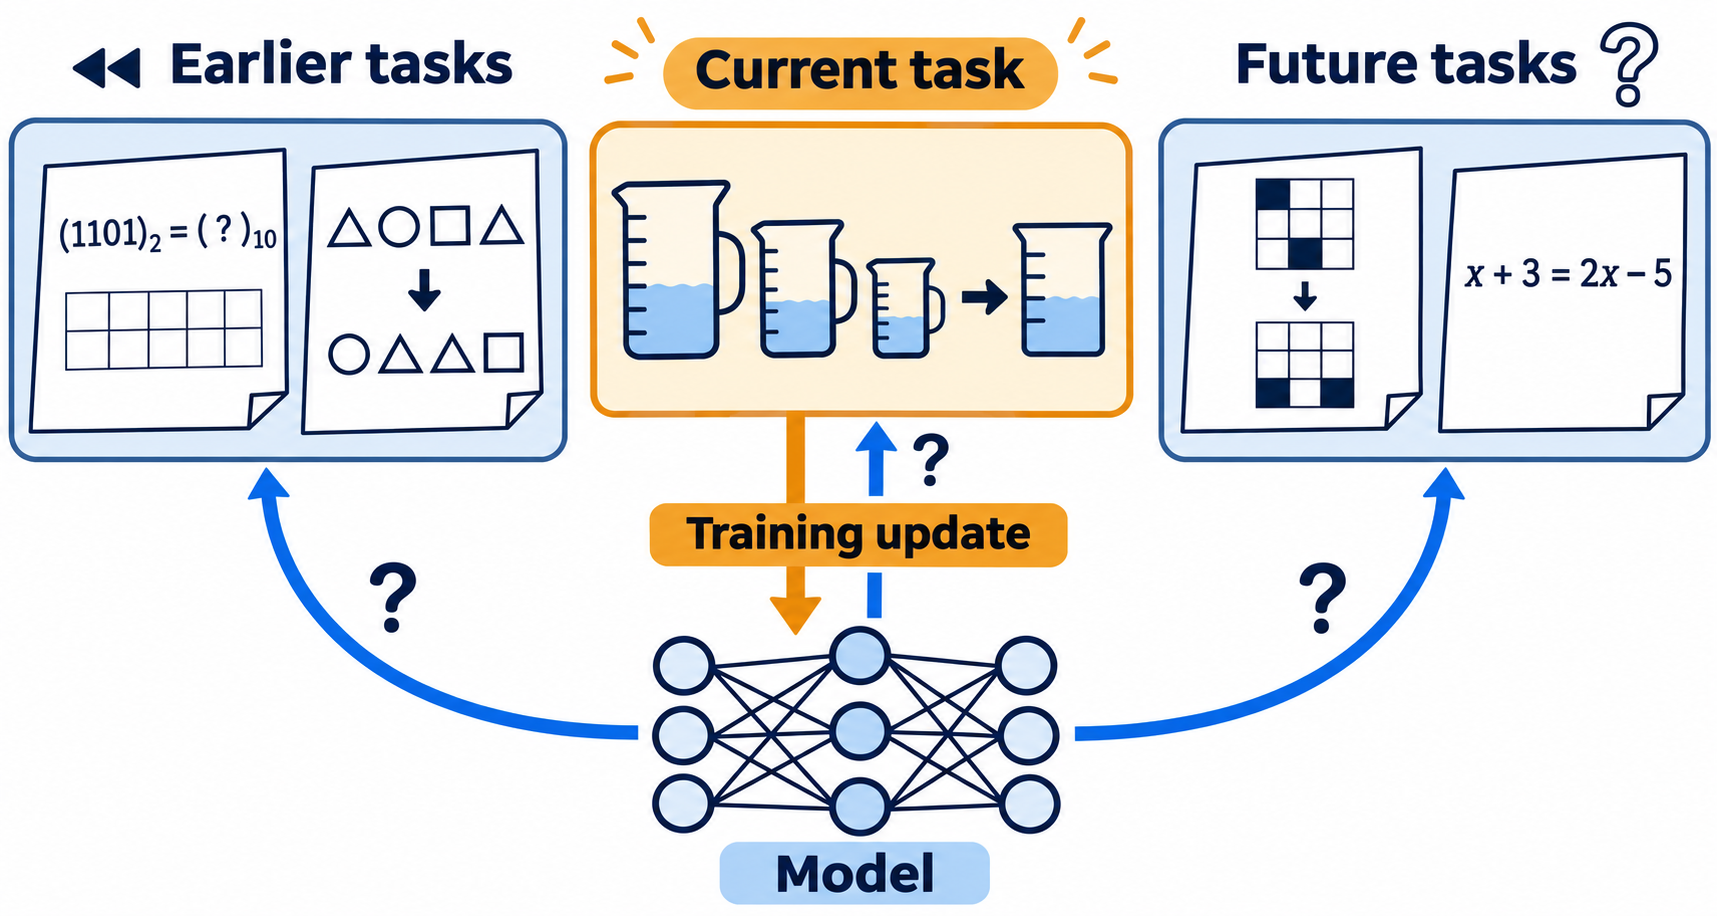 Earlier tasks
Current task
Future tasks ?
(1101)₂ = ( ? )₁₀
x + 3 = 2x – 5
?
Training update
?
?
Model